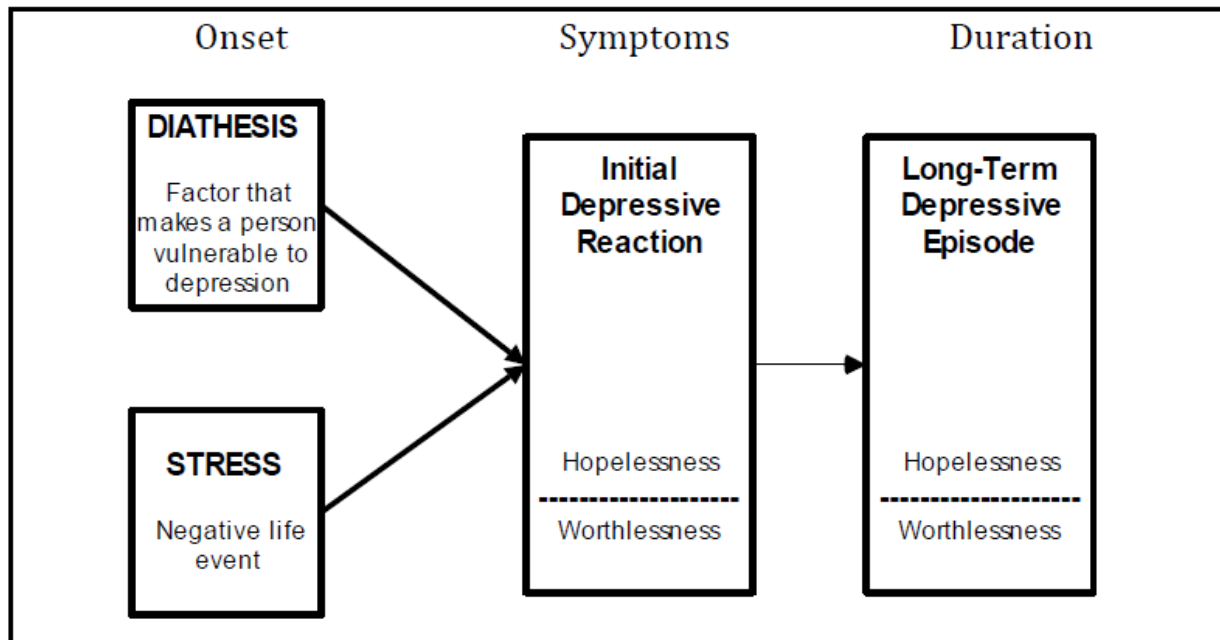 Onset
Symptoms
Duration
DIATHESIS
Factor that
makes a person
vulnerable to
depression
STRESS
Negative life
event
Initial
Depressive
Reaction
Hopelessness
--------------------
Worthlessness
Long-Term
Depressive
Episode
Hopelessness
--------------------
Worthlessness